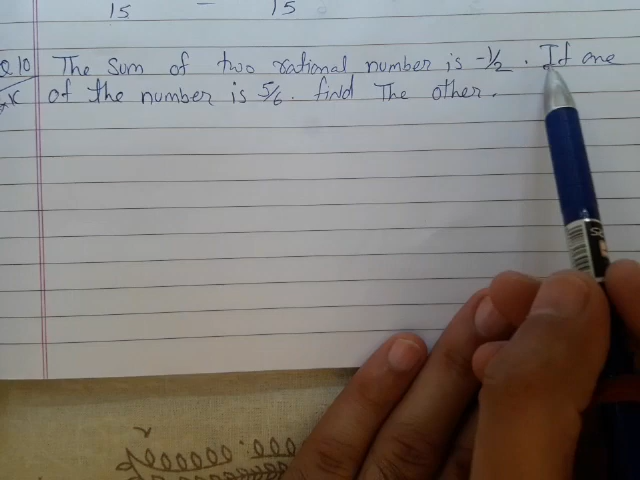 15 - 15
Q10 The Sum of two rational number is -1/2. If one
of the number is 5/6. find The other.